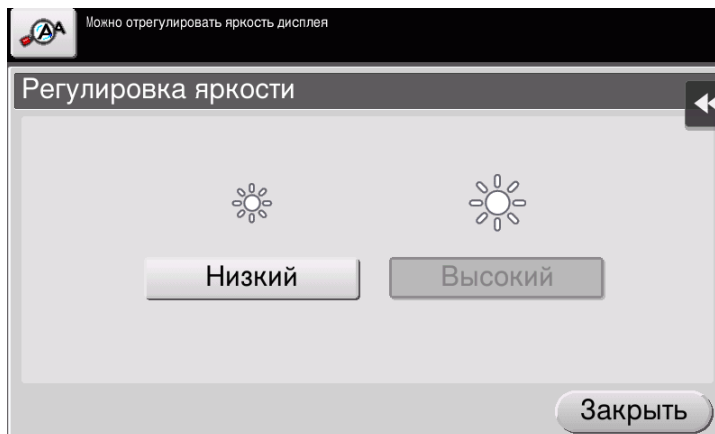 Можно отрегулировать яркость дисплея
Регулировка яркости
Низкий
Высокий
Закрыть